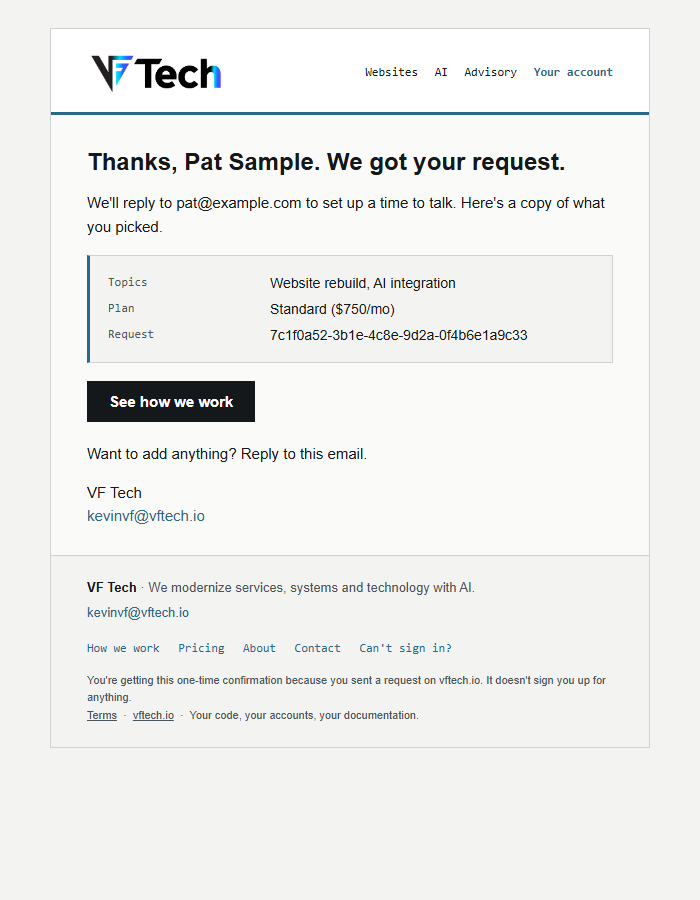 VF Tech
Websites AI Advisory Your account
Thanks, Pat Sample. We got your request.
We'll reply to pat@example.com to set up a time to talk. Here's a copy of what
you picked.
Topics Website rebuild, AI integration
Plan Standard ($750/mo)
Request 7c1f0a52-3b1e-4c8e-9d2a-0f4b6e1a9c33
See how we work
Want to add anything? Reply to this email.
VF Tech
kevinvf@vftech.io
VF Tech · We modernize services, systems and technology with AI.
kevinvf@vftech.io
How we work Pricing About Contact Can't sign in?
You're getting this one-time confirmation because you sent a request on vftech.io. It doesn't sign you up for
anything.
Terms · vftech.io · Your code, your accounts, your documentation.